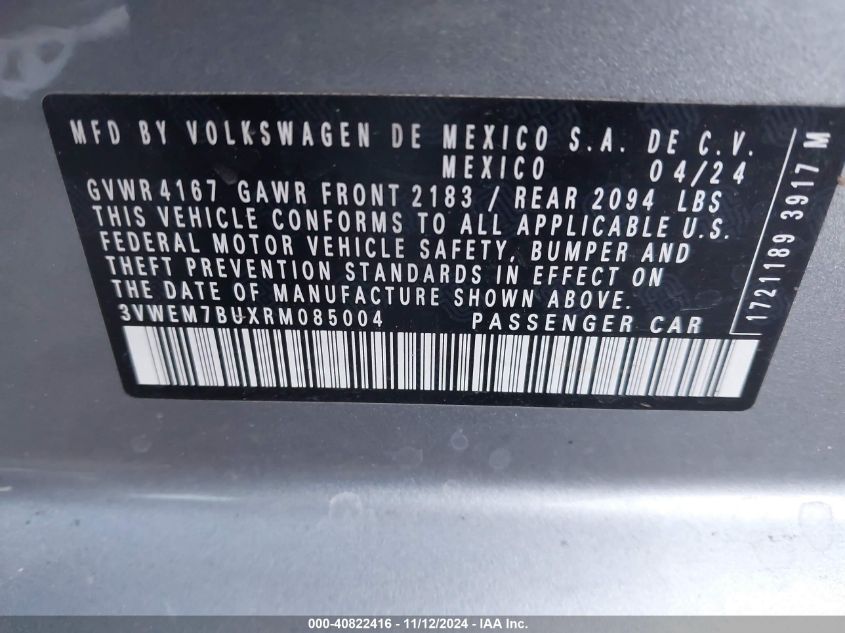 MFD BY VOLKSWAGEN DE MEXICO S.A. DE C.V.
MEXICO 04/24
GVWR 4167 GAWR FRONT 2183 / REAR 2094 LBS
THIS VEHICLE CONFORMS TO ALL APPLICABLE U.S.
FEDERAL MOTOR VEHICLE SAFETY, BUMPER AND
THEFT PREVENTION STANDARDS IN EFFECT ON
THE DATE OF MANUFACTURE SHOWN ABOVE.
3VWEM7BUXRM085004 PASSENGER CAR
1721189 3917 M
000-40822416 - 11/12/2024 - IAA Inc.